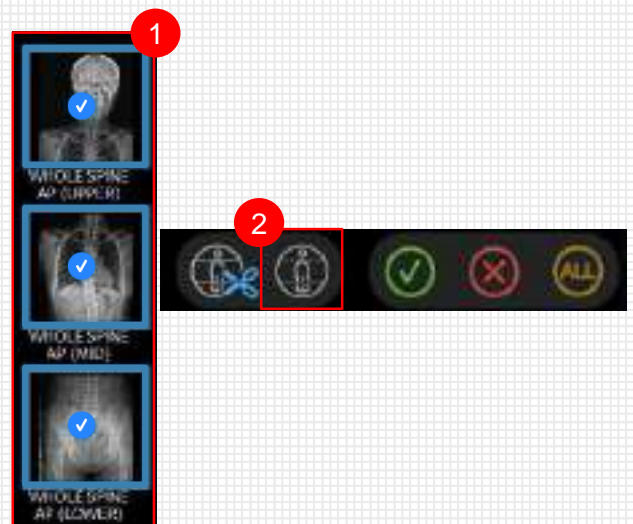 1
WHOLE SPINE
AP (UPPER)
2
ALL
WHOLE SPINE
AP (MID)
WHOLE SPINE
AP (LOWER)